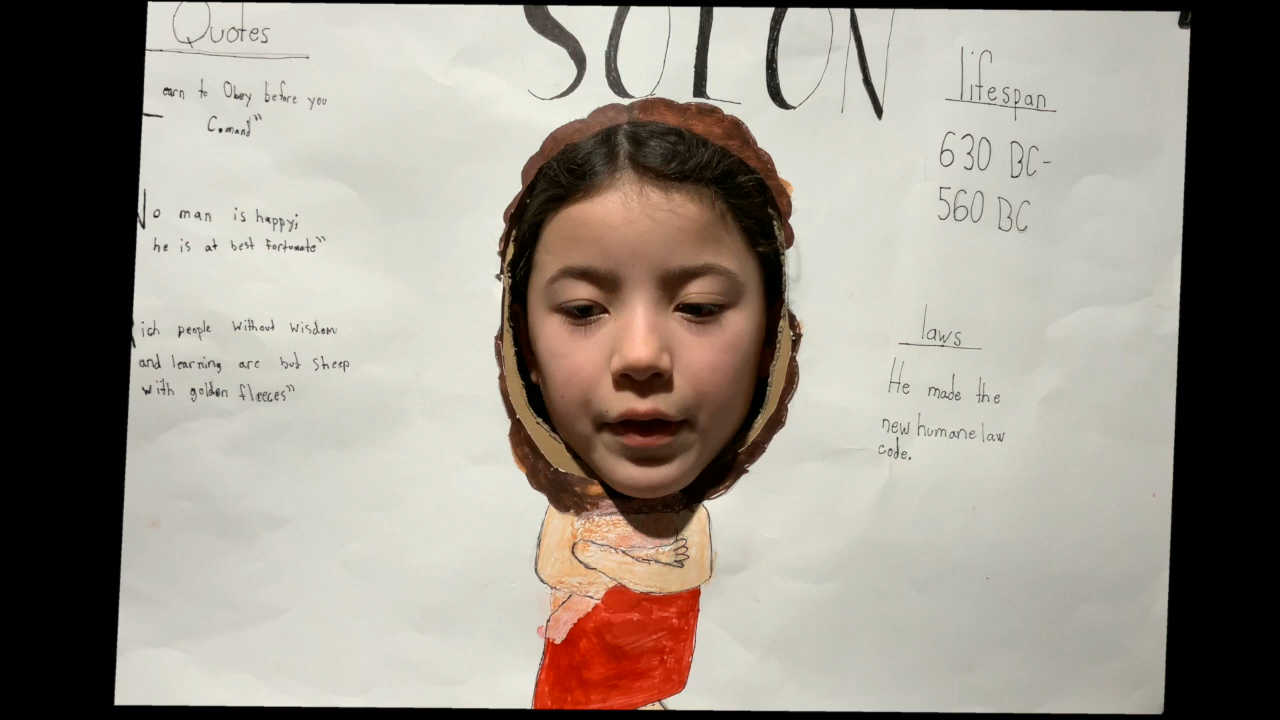 Quotes
earn to Obey before you
Comand"
No man is happy;
he is at best fortunate"
ich people without wisdom
and learning are but sheep
with golden fleeces"
SOLON
lifespan
630 BC-
560 BC
laws
He made the
new humane law
code.